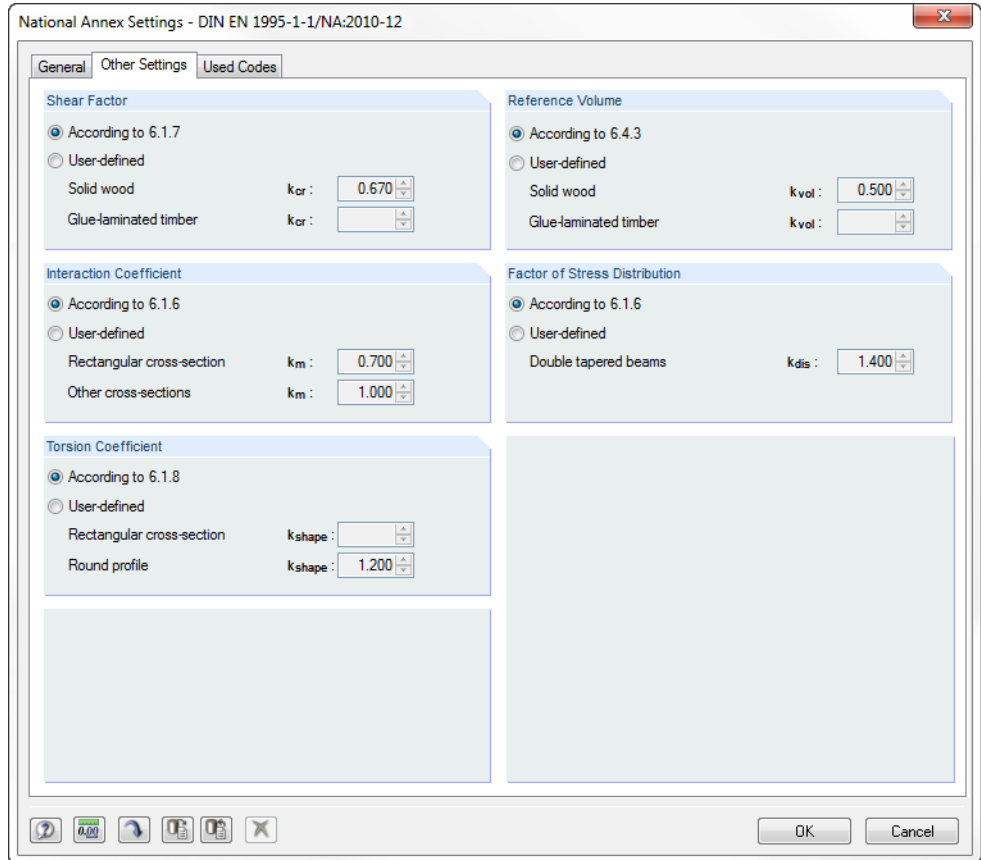 National Annex Settings - DIN EN 1995-1-1/NA:2010-12
General Other Settings Used Codes
Shear Factor
According to 6.1.7
User-defined
Solid wood kcr : 0.670
Glue-laminated timber kcr :
Reference Volume
According to 6.4.3
User-defined
Solid wood kvol : 0.500
Glue-laminated timber kvol :
Interaction Coefficient
According to 6.1.6
User-defined
Rectangular cross-section km : 0.700
Other cross-sections km : 1.000
Factor of Stress Distribution
According to 6.1.6
User-defined
Double tapered beams kdis : 1.400
Torsion Coefficient
According to 6.1.8
User-defined
Rectangular cross-section kshape :
Round profile kshape : 1.200
0.00
OK Cancel